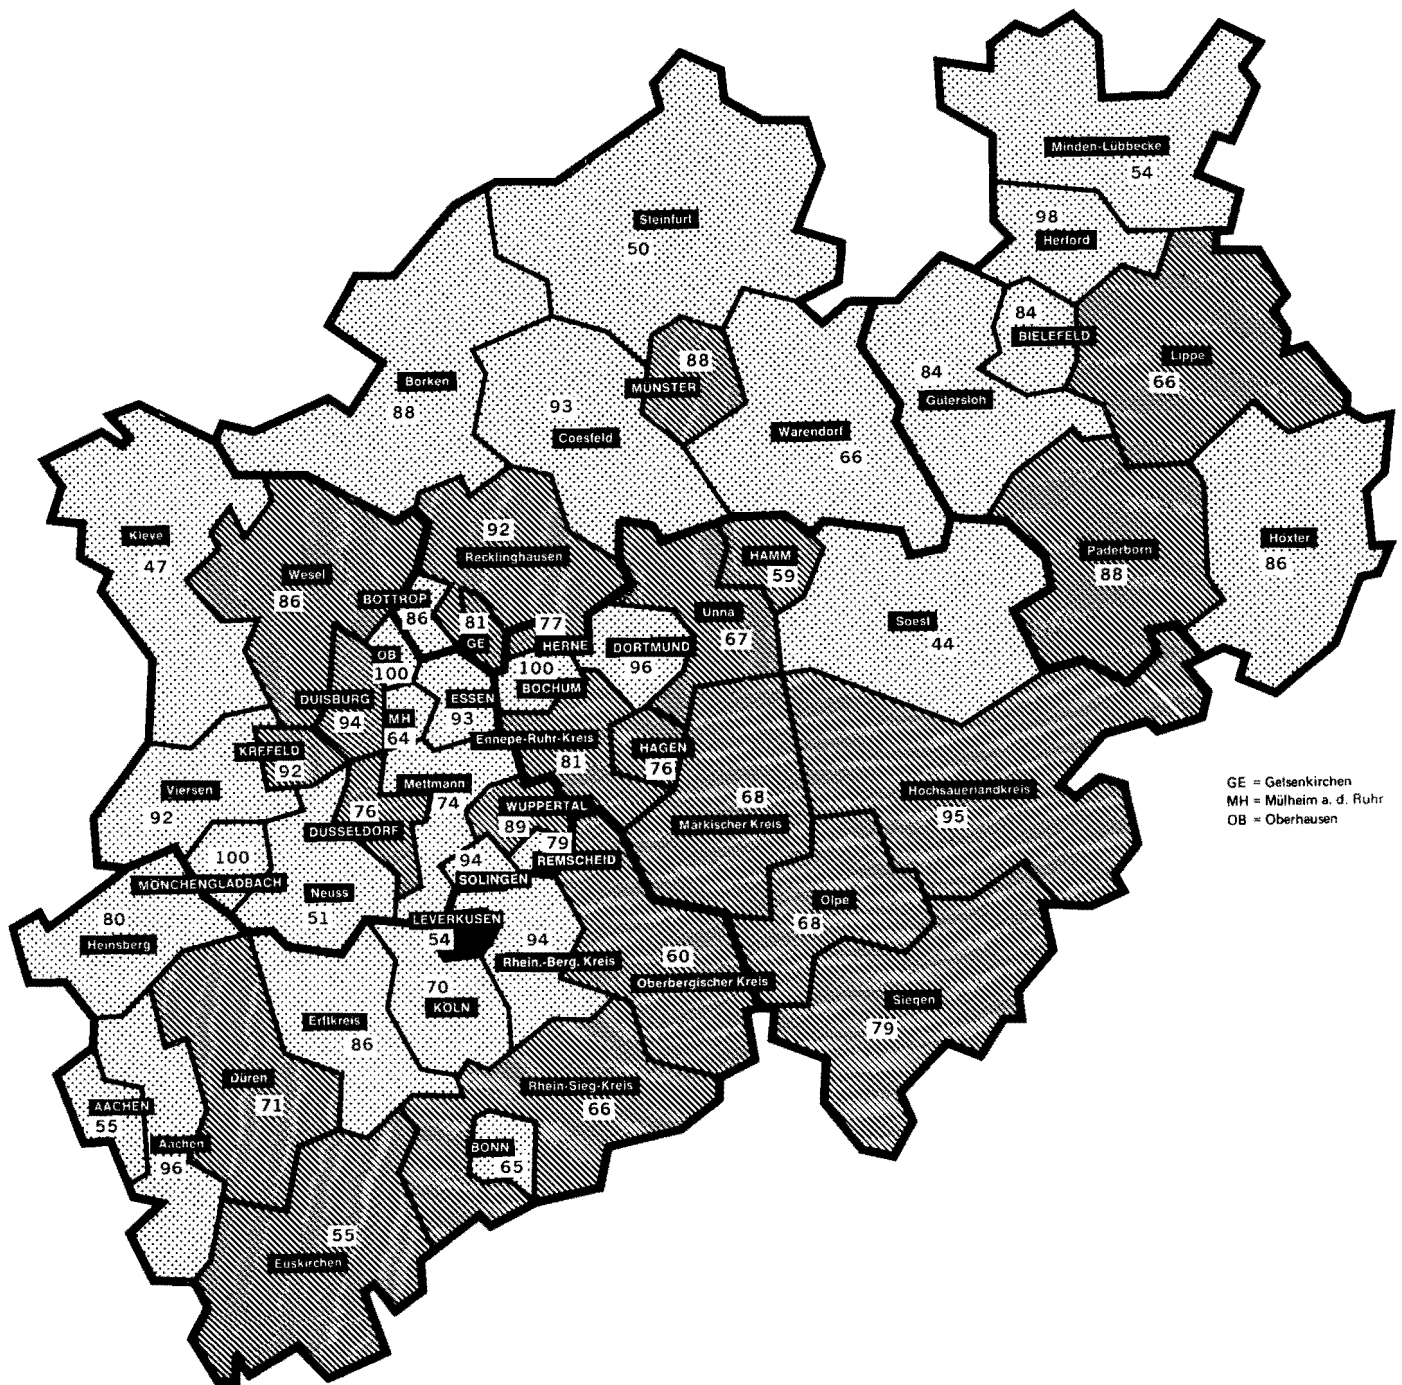 Minden-Lübbecke
54
Steinfurt
50
98
Herford
84
BIELEFELD
Lippe
66
88
MÜNSTER
Borken
88
84
Gütersloh
93
Coesfeld
Warendorf
66
Kleve
47
92
Recklinghausen
HAMM
59
Paderborn
88
Höxter
86
Wesel
86
BOTTROP
86
81
GE
77
HERNE
Unna
67
Soest
44
OB
100
100
BOCHUM
DORTMUND
96
DUISBURG
94
MH
64
ESSEN
93
Ennepe-Ruhr-Kreis
81
HAGEN
76
KREFELD
92
Viersen
92
Mettmann
74
76
DÜSSELDORF
WUPPERTAL
89
79
REMSCHEID
68
Märkischer Kreis
Hochsauerlandkreis
95
GE = Gelsenkirchen
MH = Mülheim a. d. Ruhr
OB = Oberhausen
100
MÖNCHENGLADBACH
Neuss
51
94
SOLINGEN
80
Heinsberg
LEVERKUSEN
54
94
Rhein.-Berg. Kreis
Olpe
68
60
Oberbergischer Kreis
70
KÖLN
Siegen
79
Erftkreis
86
Düren
71
Rhein-Sieg-Kreis
66
AACHEN
55
Aachen
96
BONN
65
55
Euskirchen